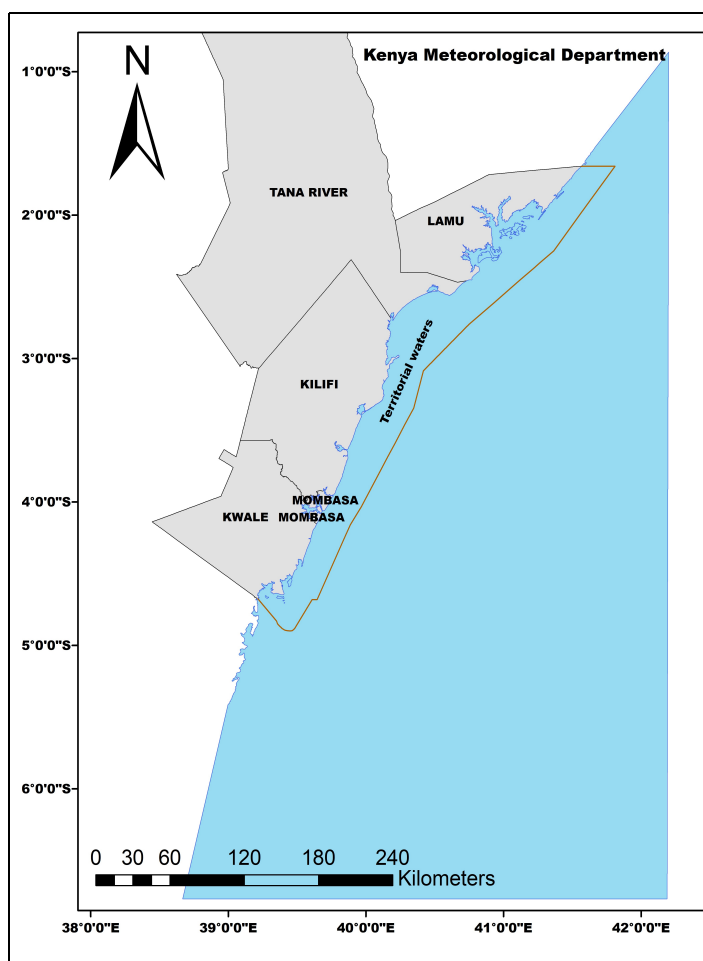 Kenya Meteorological Department
N
1°0'0"S
2°0'0"S
3°0'0"S
4°0'0"S
5°0'0"S
6°0'0"S
TANA RIVER
LAMU
Territorial waters
KILIFI
MOMBASA
KWALE MOMBASA
0 30 60 120 180 240
Kilometers
38°0'0"E 39°0'0"E 40°0'0"E 41°0'0"E 42°0'0"E